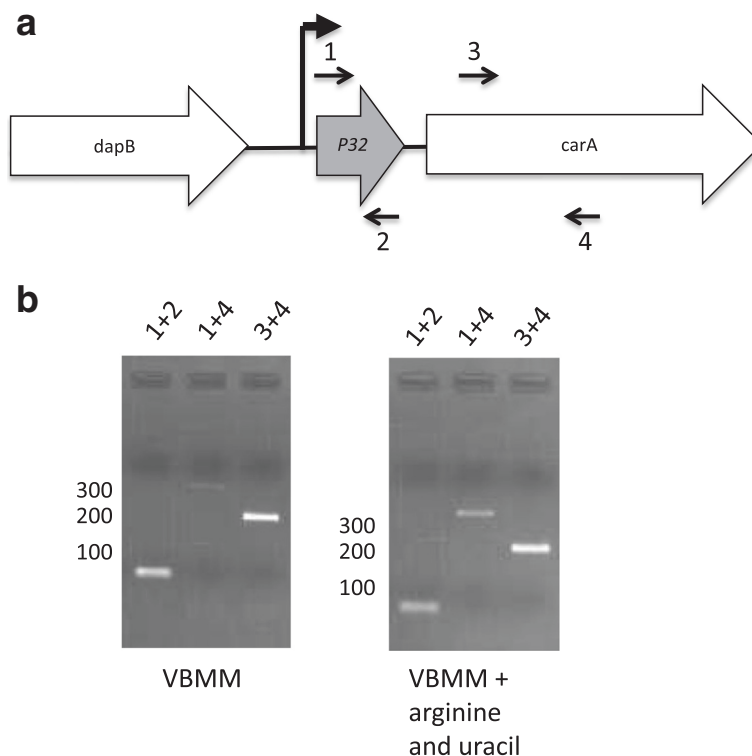 a
1
3
dapB
P32
carA
2
4
b
1+2 1+4 3+4
1+2 1+4 3+4
300
200
100
300
200
100
VBMM
VBMM +
arginine
and uracil